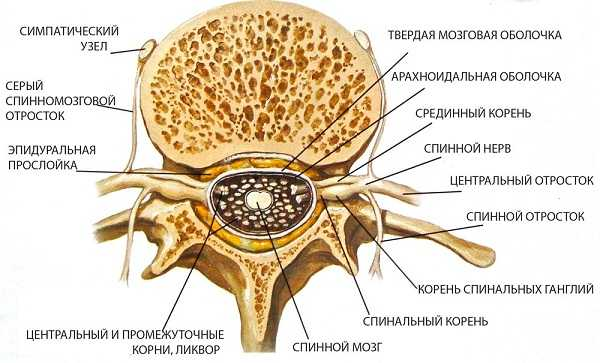 СИМПАТИЧЕСКИЙ
УЗЕЛ
СЕРЫЙ
СПИННОМОЗГОВОЙ
ОТРОСТОК
ЭПИДУРАЛЬНАЯ
ПРОСЛОЙКА
ЦЕНТРАЛЬНЫЙ И ПРОМЕЖУТОЧНЫЕ
КОРНИ, ЛИКВОР
СПИННОЙ МОЗГ
ТВЕРДАЯ МОЗГОВАЯ ОБОЛОЧКА
АРАХНОИДАЛЬНАЯ ОБОЛОЧКА
СРЕДИННЫЙ КОРЕНЬ
СПИННОЙ НЕРВ
ЦЕНТРАЛЬНЫЙ ОТРОСТОК
СПИННОЙ ОТРОСТОК
КОРЕНЬ СПИНАЛЬНЫХ ГАНГЛИЙ
СПИНАЛЬНЫЙ КОРЕНЬ